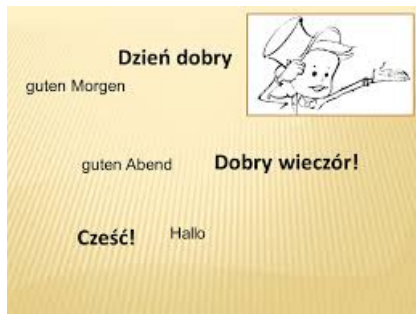 Dzień dobry
guten Morgen
guten Abend Dobry wieczór!
Cześć! Hallo